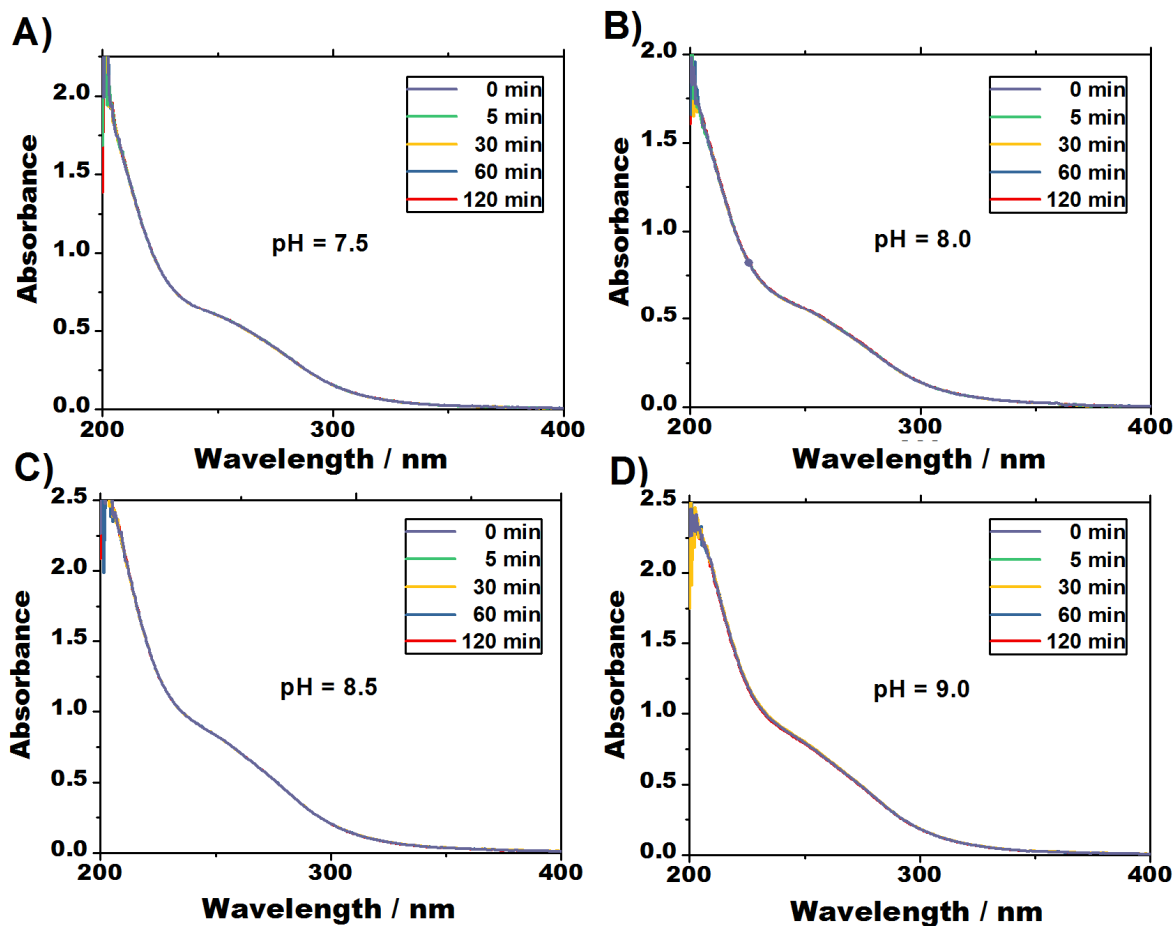 A)
Absorbance
2.0
1.5
1.0
0.5
0.0
200
300
400
Wavelength / nm
0 min
5 min
30 min
60 min
120 min
pH = 7.5
B)
Absorbance
2.0
1.5
1.0
0.5
0.0
200
300
400
Wavelength / nm
0 min
5 min
30 min
60 min
120 min
pH = 8.0
C)
Absorbance
2.5
2.0
1.5
1.0
0.5
0.0
200
300
400
Wavelength / nm
0 min
5 min
30 min
60 min
120 min
pH = 8.5
D)
Absorbance
2.5
2.0
1.5
1.0
0.5
0.0
200
300
400
Wavelength / nm
0 min
5 min
30 min
60 min
120 min
pH = 9.0